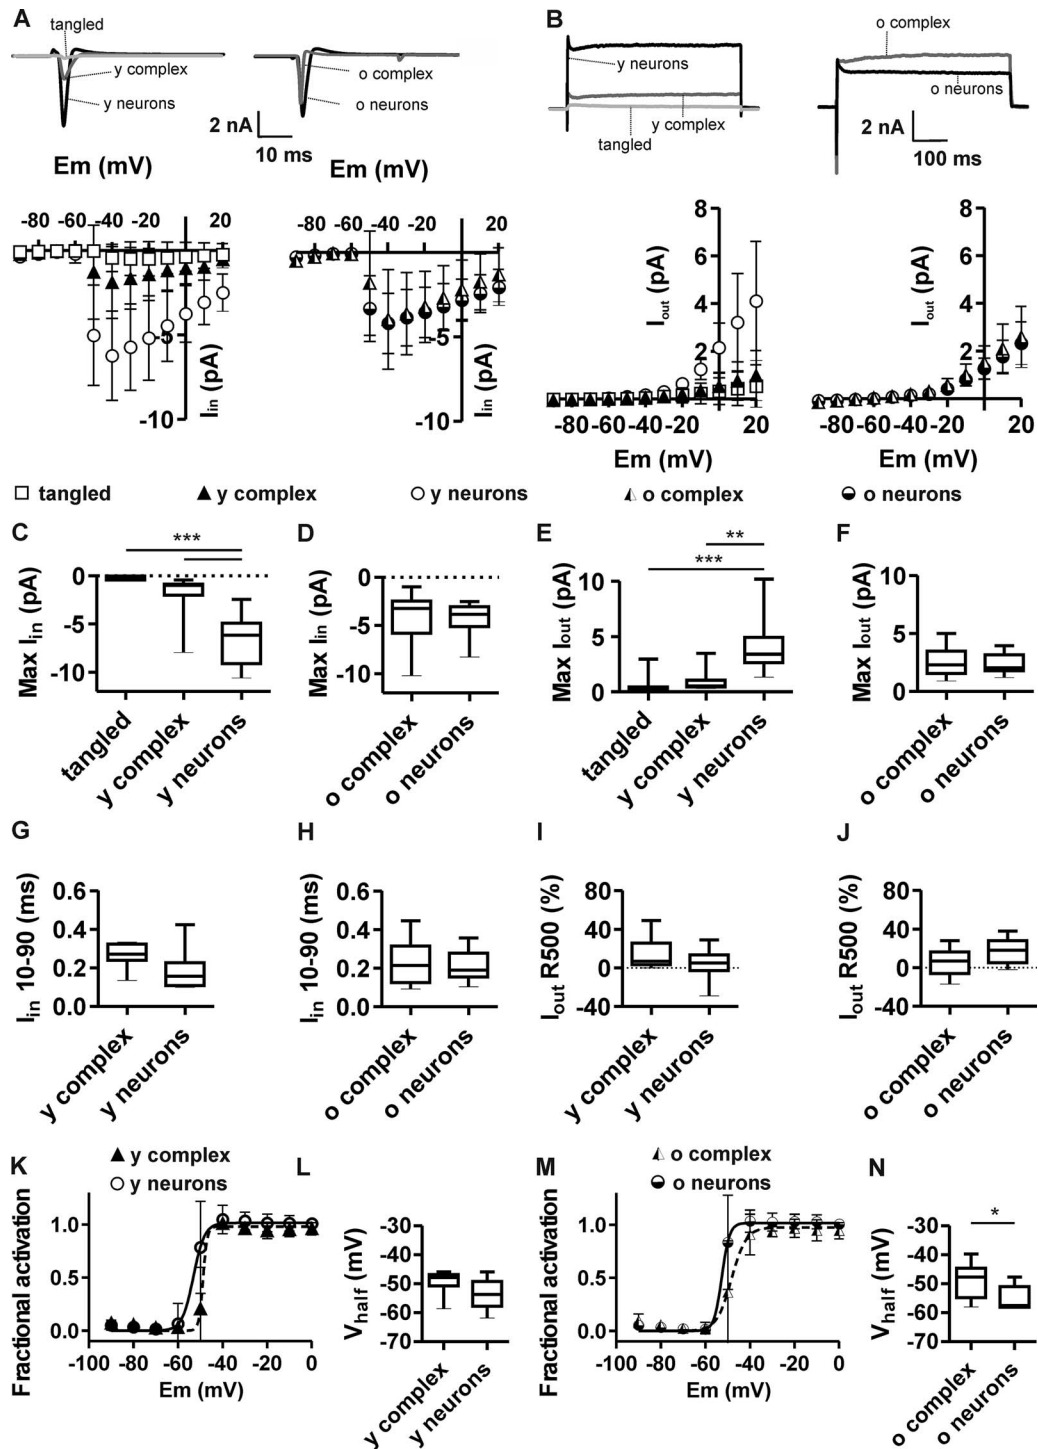 A
tangled
y complex
y neurons
o complex
o neurons
2 nA
10 ms
Em (mV)
Em (mV)
-80 -60 -40 -20 20
-5
-10
Iin (pA)
-80 -60 -40 -20 20
-5
-10
Iin (pA)
B
y neurons
y complex
tangled
o complex
o neurons
2 nA
100 ms
8
6
4
2
Iout (pA)
-80 -60 -40 -20 20
Em (mV)
8
6
4
2
Iout (pA)
-80 -60 -40 -20 20
Em (mV)
tangled
y complex
y neurons
o complex
o neurons
C
***
Max Iin (pA)
0
-5
-10
tangled
y complex
y neurons
D
Max Iin (pA)
0
-5
-10
o complex
o neurons
E
**
***
Max Iout (pA)
10
5
0
tangled
y complex
y neurons
F
Max Iout (pA)
10
5
0
o complex
o neurons
G
Iin 10-90 (ms)
0.6
0.4
0.2
0.0
y complex
y neurons
H
Iin 10-90 (ms)
0.6
0.4
0.2
0.0
o complex
o neurons
I
Iout R500 (%)
80
40
0
-40
y complex
y neurons
J
Iout R500 (%)
80
40
0
-40
o complex
o neurons
K
y complex
y neurons
Fractional activation
1.0
0.5
0.0
-100 -80 -60 -40 -20 0
Em (mV)
L
Vhalf (mV)
-30
-40
-50
-60
-70
y complex
y neurons
M
o complex
o neurons
Fractional activation
1.0
0.5
0.0
-100 -80 -60 -40 -20 0
Em (mV)
N
*
Vhalf (mV)
-30
-40
-50
-60
-70
o complex
o neurons